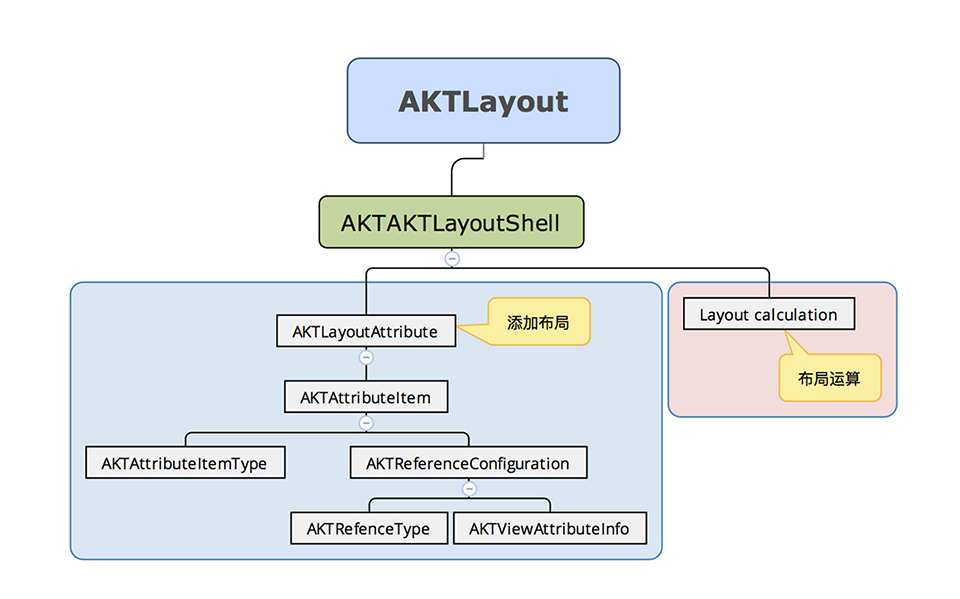 AKTLayout
AKTAKTLayoutShell
AKTLayoutAttribute
添加布局
Layout calculation
布局运算
AKTAttributeItem
AKTAttributeItemType
AKTReferenceConfiguration
AKTRefenceType
AKTViewAttributeInfo